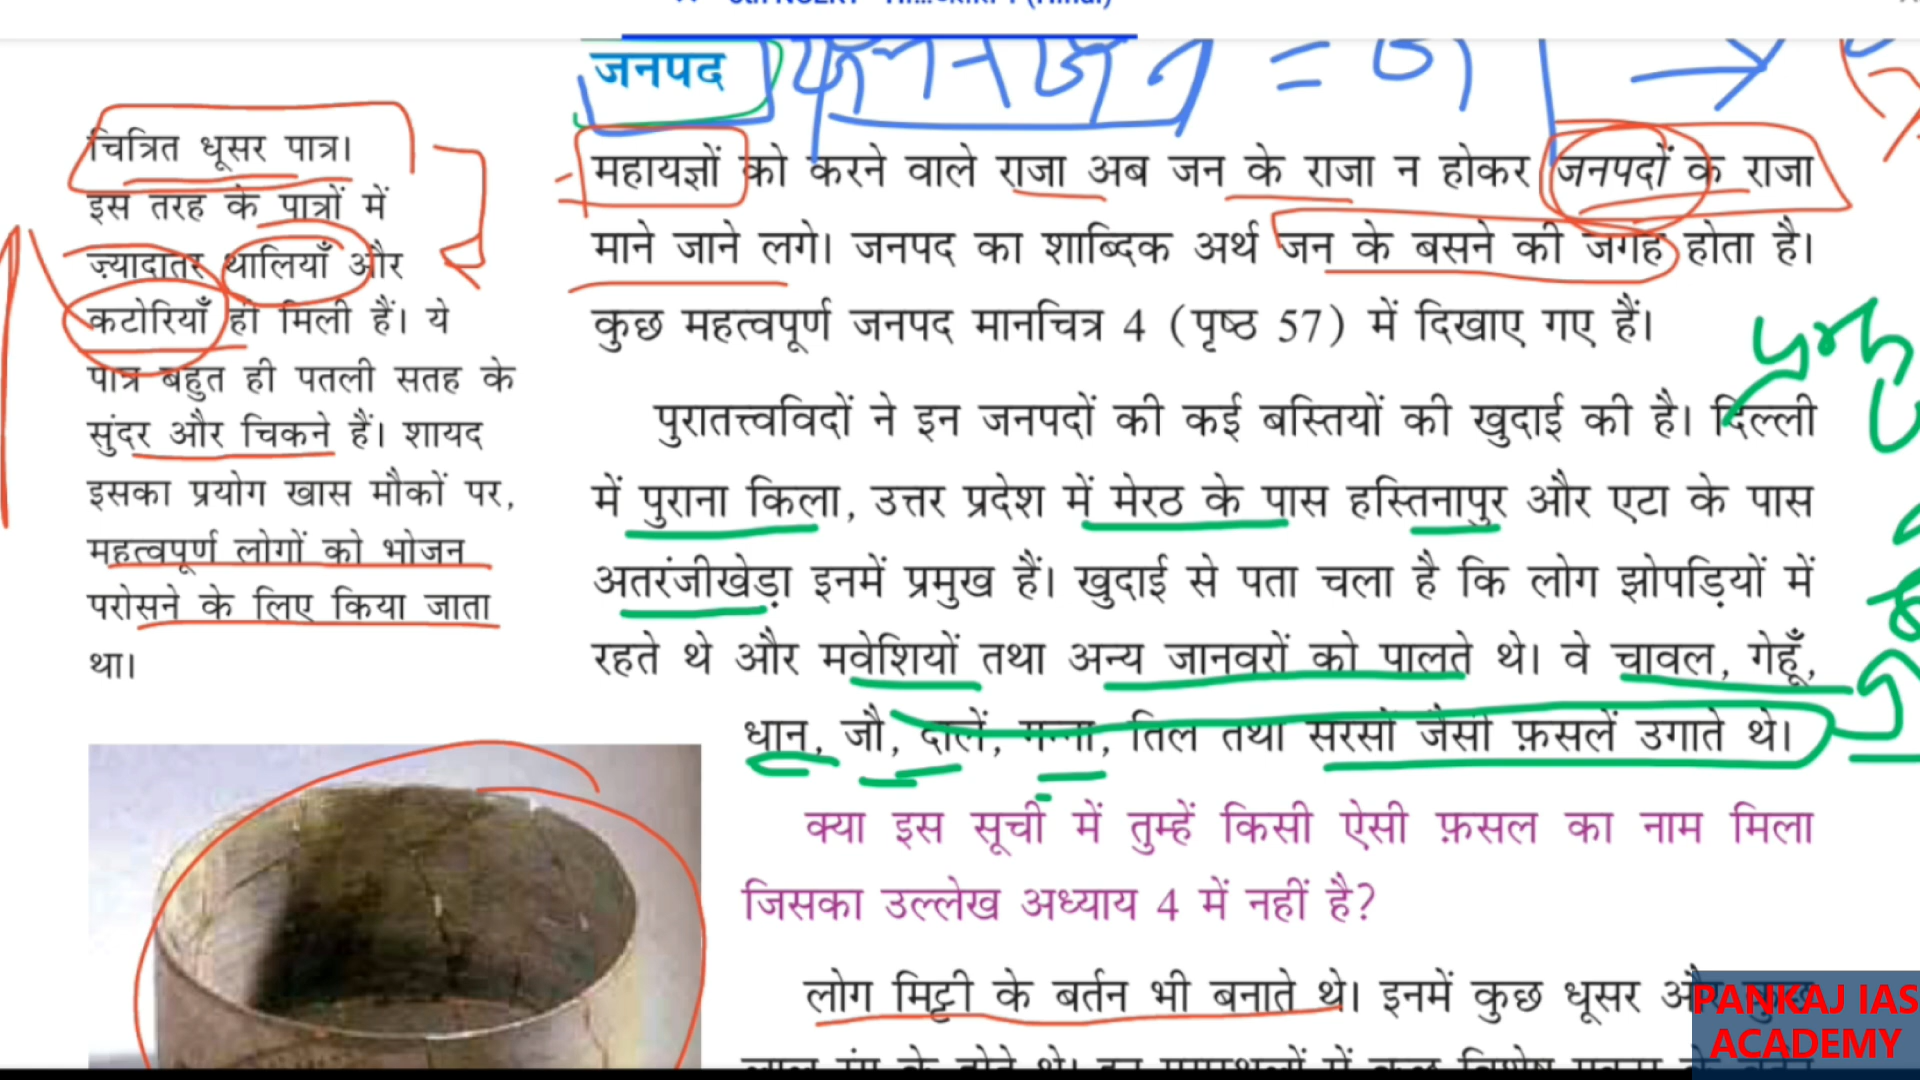 जनपद
चित्रित धूसर पात्र।
इस तरह के पात्रों में
ज़्यादातर थालियाँ और
कटोरियाँ ही मिली हैं। ये
पात्र बहुत ही पतली सतह के
सुंदर और चिकने हैं। शायद
इसका प्रयोग खास मौकों पर,
महत्वपूर्ण लोगों को भोजन
परोसने के लिए किया जाता
था।
महायज्ञों को करने वाले राजा अब जन के राजा न होकर जनपदों के राजा
माने जाने लगे। जनपद का शाब्दिक अर्थ जन के बसने की जगह होता है।
कुछ महत्वपूर्ण जनपद मानचित्र 4 (पृष्ठ 57) में दिखाए गए हैं।
पुरातत्त्वविदों ने इन जनपदों की कई बस्तियों की खुदाई की है। दिल्ली
में पुराना किला, उत्तर प्रदेश में मेरठ के पास हस्तिनापुर और एटा के पास
अतरंजीखेड़ा इनमें प्रमुख हैं। खुदाई से पता चला है कि लोग झोपड़ियों में
रहते थे और मवेशियों तथा अन्य जानवरों को पालते थे। वे चावल, गेहूँ,
धान, जौ, दालें, गन्ना, तिल तथा सरसों जैसी फ़सलें उगाते थे।
क्या इस सूची में तुम्हें किसी ऐसी फ़सल का नाम मिला
जिसका उल्लेख अध्याय 4 में नहीं है?
लोग मिट्टी के बर्तन भी बनाते थे। इनमें कुछ धूसर और कुछ
PANKAJ IAS
ACADEMY